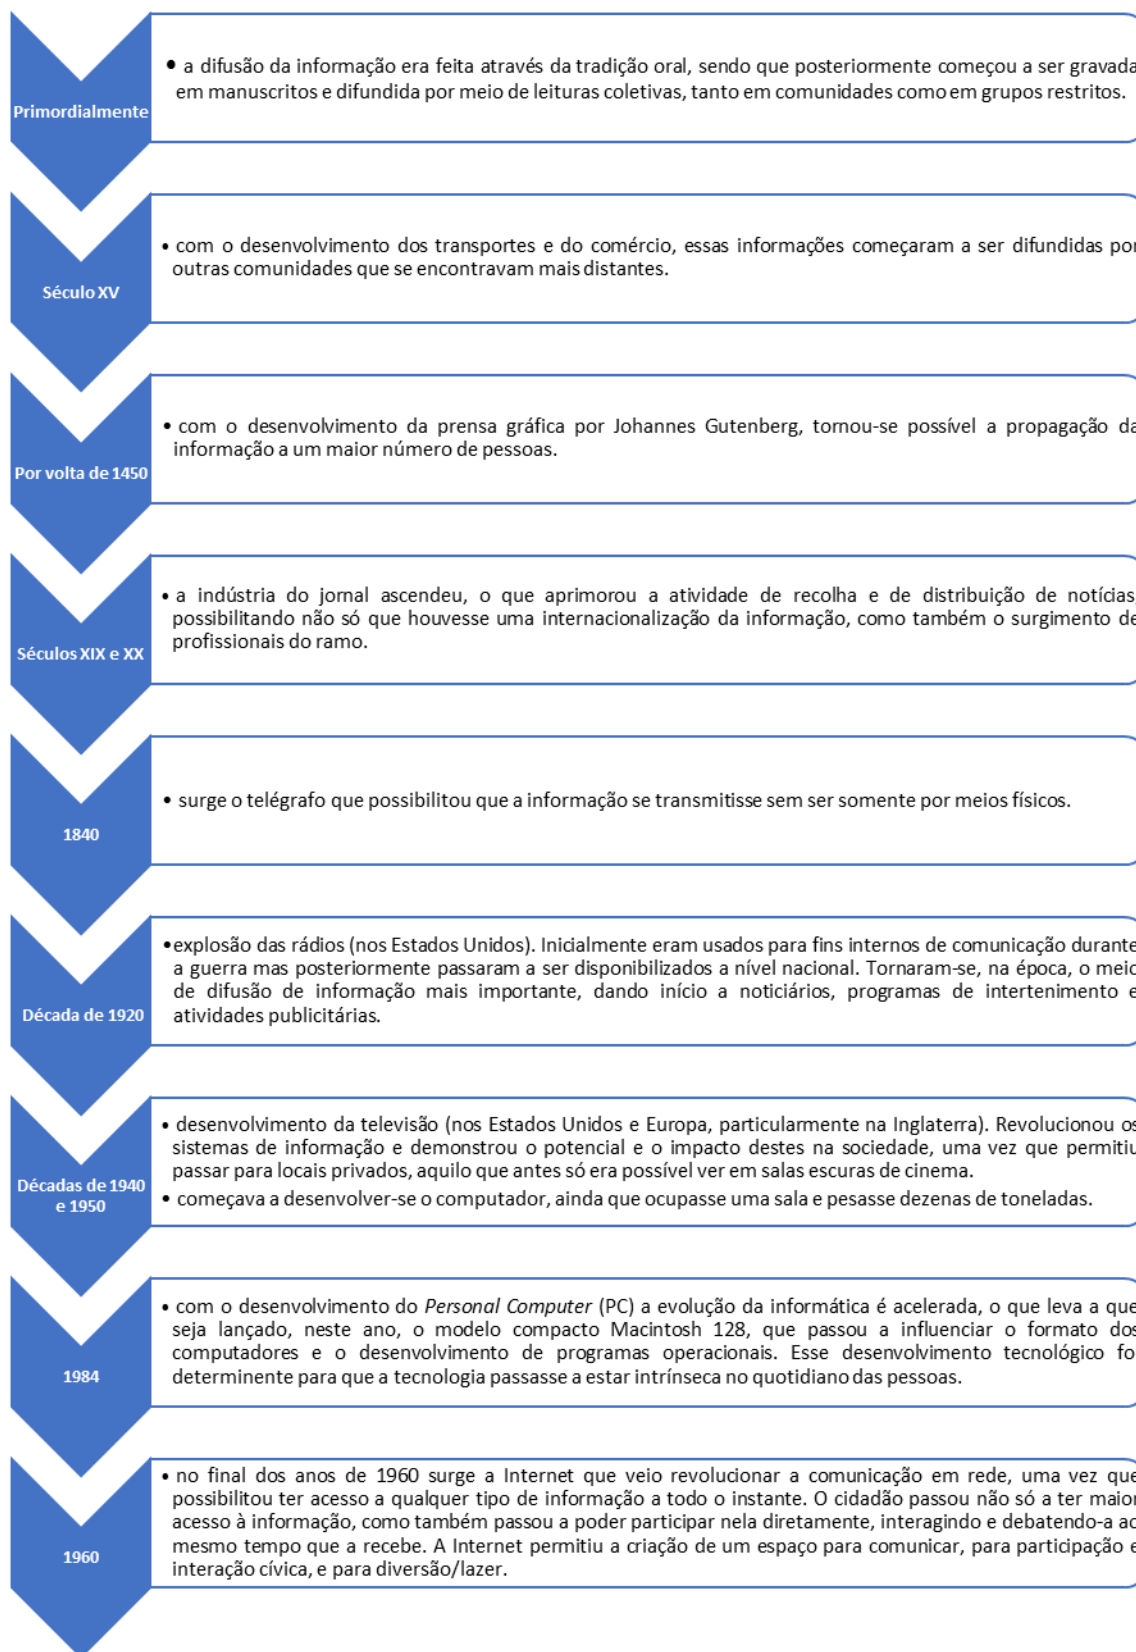 Primordialmente
• a difusão da informação era feita através da tradição oral, sendo que posteriormente começou a ser gravada
em manuscritos e difundida por meio de leituras coletivas, tanto em comunidades como em grupos restritos.
Século XV
• com o desenvolvimento dos transportes e do comércio, essas informações começaram a ser difundidas por
outras comunidades que se encontravam mais distantes.
Por volta de 1450
• com o desenvolvimento da prensa gráfica por Johannes Gutenberg, tornou-se possível a propagação da
informação a um maior número de pessoas.
Séculos XIX e XX
• a indústria do jornal ascendeu, o que aprimorou a atividade de recolha e de distribuição de notícias,
possibilitando não só que houvesse uma internacionalização da informação, como também o surgimento de
profissionais do ramo.
1840
• surge o telégrafo que possibilitou que a informação se transmitisse sem ser somente por meios físicos.
Década de 1920
•explosão das rádios (nos Estados Unidos). Inicialmente eram usados para fins internos de comunicação durante
a guerra mas posteriormente passaram a ser disponibilizados a nível nacional. Tornaram-se, na época, o meio
de difusão de informação mais importante, dando início a noticiários, programas de intertenimento e
atividades publicitárias.
Décadas de 1940
e 1950
• desenvolvimento da televisão (nos Estados Unidos e Europa, particularmente na Inglaterra). Revolucionou os
sistemas de informação e demonstrou o potencial e o impacto destes na sociedade, uma vez que permitiu
passar para locais privados, aquilo que antes só era possível ver em salas escuras de cinema.
• começava a desenvolver-se o computador, ainda que ocupasse uma sala e pesasse dezenas de toneladas.
1984
• com o desenvolvimento do Personal Computer (PC) a evolução da informática é acelerada, o que leva a que
seja lançado, neste ano, o modelo compacto Macintosh 128, que passou a influenciar o formato dos
computadores e o desenvolvimento de programas operacionais. Esse desenvolvimento tecnológico foi
determinente para que a tecnologia passasse a estar intrínseca no quotidiano das pessoas.
1960
• no final dos anos de 1960 surge a Internet que veio revolucionar a comunicação em rede, uma vez que
possibilitou ter acesso a qualquer tipo de informação a todo o instante. O cidadão passou não só a ter maior
acesso à informação, como também passou a poder participar nela diretamente, interagindo e debatendo-a ao
mesmo tempo que a recebe. A Internet permitiu a criação de um espaço para comunicar, para participação e
interação cívica, e para diversão/lazer.